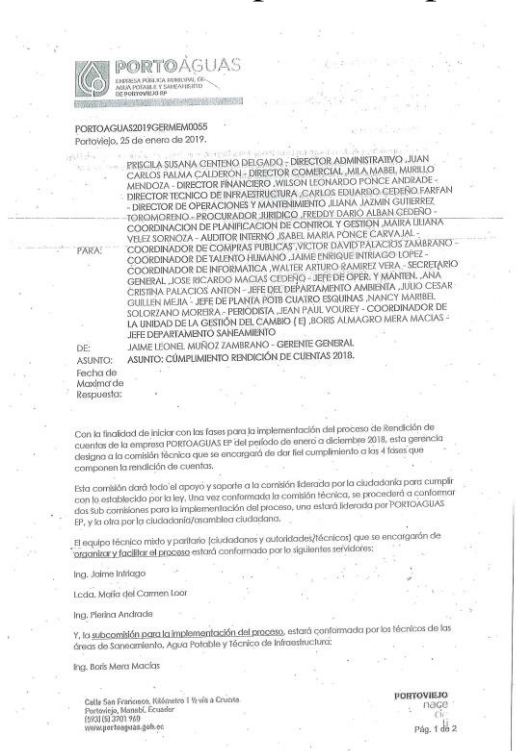 PORTOÁGUAS
EMPRESA PÚBLICA MUNICIPAL DE
AGUA POTABLE Y SANEAMIENTO
DE PORTOVIEJO EP
PORTOAGUAS2019GERMEM0055
Portoviejo, 25 de enero de 2019.
PRISCILA SUSANA CENTENO DELGADO - DIRECTOR ADMINISTRATIVO ,JUAN
CARLOS PALMA CALDERON - DIRECTOR COMERCIAL ,MILA MABEL MURILLO
MENDOZA - DIRECTOR FINANCIERO ,WILSON LEONARDO PONCE ANDRADE -
DIRECTOR TECNICO DE INFRAESTRUCTURA ,CARLOS EDUARDO CEDEÑO FARFAN
- DIRECTOR DE OPERACIONES Y MANTENIMIENTO ,ILIANA JAZMIN GUTIERREZ
TOROMORENO - PROCURADOR JURIDICO ,FREDDY DARIO ALBAN CEDEÑO -
COORDINACION DE PLANIFICACION DE CONTROL Y GESTIÓN ,MAIRA LILIANA
VELEZ SORNOZA - AUDITOR INTERNO ,ISABEL MARIA PONCE CARVAJAL -
PARA: COORDINADOR DE COMPRAS PUBLICAS ,VICTOR DAVID PALACIOS ZAMBRANO -
COORDINADOR DE TALENTO HUMANO ,JAIME ENRIQUE INTRIAGO LOPEZ -
COORDINADOR DE INFORMATICA ,WALTER ARTURO RAMIREZ VERA - SECRETARIO
GENERAL ,JOSE RICARDO MACIAS CEDEÑO - JEFE DE OPER. Y MANTEN. ,ANA
CRISTINA PALACIOS ANTON - JEFE DEL DEPARTAMENTO AMBIENTA ,JULIO CESAR
GUILLEN MEJIA - JEFE DE PLANTA POTB CUATRO ESQUINAS ,NANCY MARIBEL
SOLORZANO MOREIRA - PERIODISTA ,JEAN PAUL VOUREY - COORDINADOR DE
LA UNIDAD DE LA GESTIÓN DEL CAMBIO ( E) ,BORIS ALMAGRO MERA MACIAS -
JEFE DEPARTAMENTO SANEAMIENTO
DE: JAIME LEONEL MUÑOZ ZAMBRANO - GERENTE GENERAL
ASUNTO: ASUNTO: CÚMPLIMIENTO RENDICIÓN DE CUENTAS 2018.
Fecha de
Maxima de
Respuesta:
Con la finalidad de iniciar con las fases para la implementación del proceso de Rendición de
cuentas de la empresa PORTOAGUAS EP del período de enero a diciembre 2018, esta gerencia
designa a la comisión técnica que se encargará de dar fiel cumplimiento a las 4 fases que
componen la rendición de cuentas.
Esta comisión dará todo el apoyo y soporte a la comisión liderada por la ciudadanía para cumplir
con lo establecido por la ley. Una vez conformada la comisión técnica, se procederá a conformar
dos Sub comisiones para la implementación del proceso, una estará liderada por PORTOAGUAS
EP, y la otra por la ciudadanía/asamblea ciudadana.
El equipo técnico mixto y paritario (ciudadanos y autoridades/técnicos) que se encargarán de
organizar y facilitar el proceso estará conformado por lo siguientes servidores:
Ing. Jaime Intriago
Lcda. María del Carmen Loor
Ing. Pierina Andrade
Y, la subcomisión para la implementación del proceso, estará conformada por los técnicos de las
áreas de Saneamiento, Agua Potable y Técnico de Infraestructura:
Ing. Boris Mera Macías
Calle San Francisco, Kilómetro 1 ½ vía a Crucita
Portoviejo, Manabí, Ecuador
(593) (5) 3701 960
www.portoaguas.gob.ec
PORTOVIEJO
nace
Pág. 1 de 2